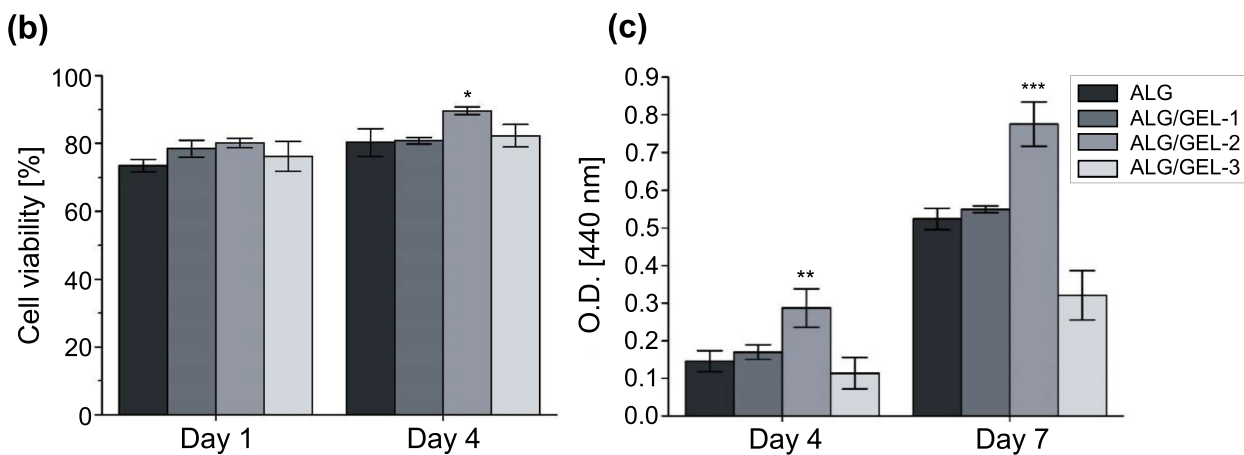 (b)
Cell viability [%]
100
80
60
40
20
0
*
Day 1
Day 4
(c)
O.D. [440 nm]
0.9
0.8
0.7
0.6
0.5
0.4
0.3
0.2
0.1
0.0
**
***
Day 4
Day 7
ALG
ALG/GEL-1
ALG/GEL-2
ALG/GEL-3